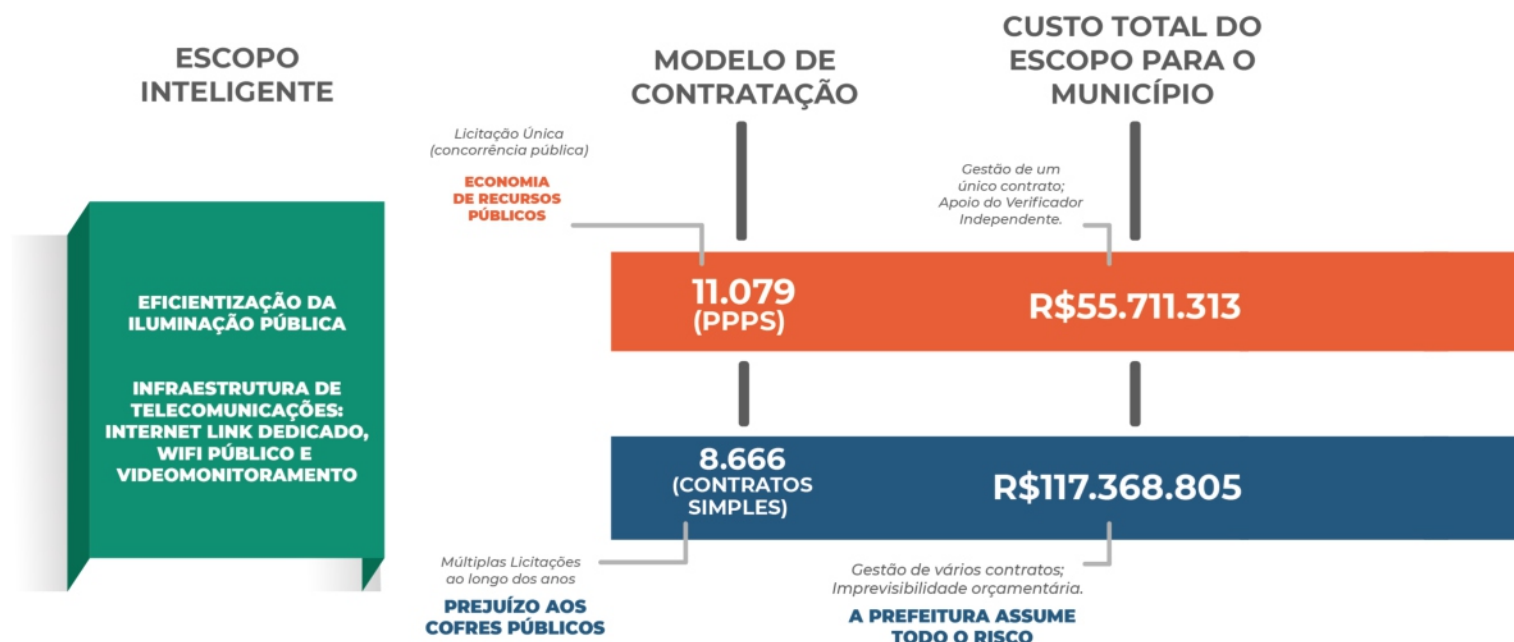 ESCOPO
INTELIGENTE
MODELO DE
CONTRATAÇÃO
CUSTO TOTAL DO
ESCOPO PARA O
MUNICÍPIO
Licitação Única
(concorrência pública)
ECONOMIA
DE RECURSOS
PÚBLICOS
Gestão de um
único contrato;
Apoio do Verificador
Independente.
EFICIENTIZAÇÃO DA
ILUMINAÇÃO PÚBLICA
INFRAESTRUTURA DE
TELECOMUNICAÇÕES:
INTERNET LINK DEDICADO,
WIFI PÚBLICO E
VIDEOMONITORAMENTO
11.079
(PPPS)
R$55.711.313
8.666
(CONTRATOS
SIMPLES)
R$117.368.805
Múltiplas Licitações
ao longo dos anos
PREJUÍZO AOS
COFRES PÚBLICOS
Gestão de vários contratos;
Imprevisibilidade orçamentária.
A PREFEITURA ASSUME
TODO O RISCO